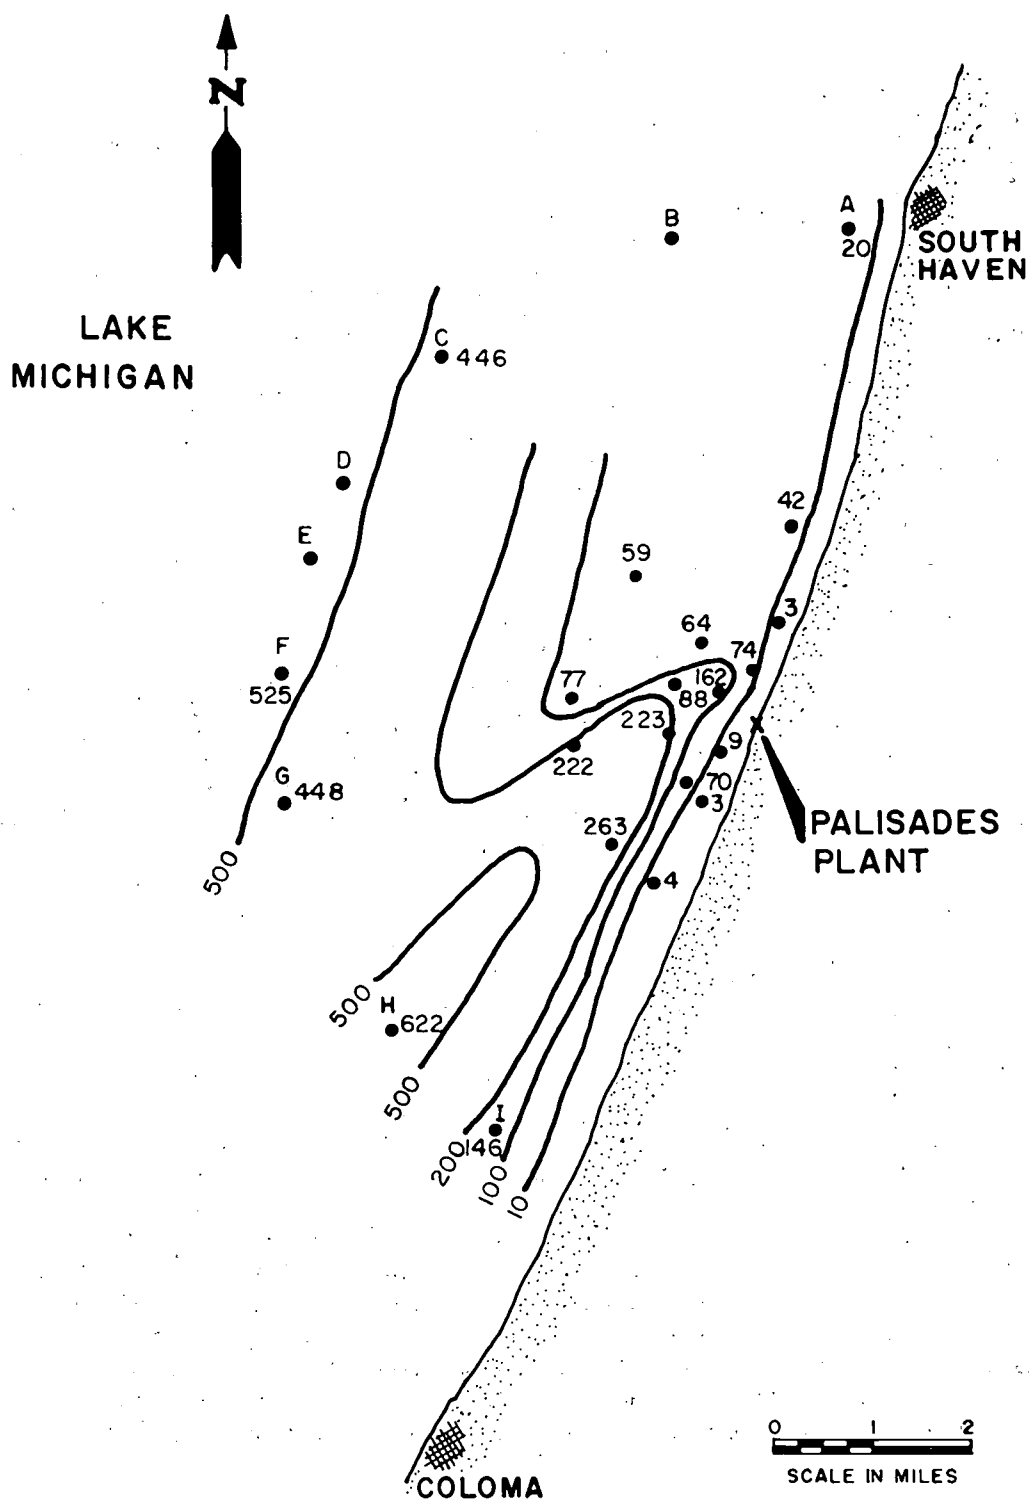 N
B
A
20
SOUTH
HAVEN
LAKE
MICHIGAN
C
446
D
42
E
59
3
64
F
525
74
77
162
88
223
222
9
G
448
70
3
PALISADES
PLANT
263
4
500
500
H
622
500
I
146
200
100
10
0 1 2
SCALE IN MILES
COLOMA